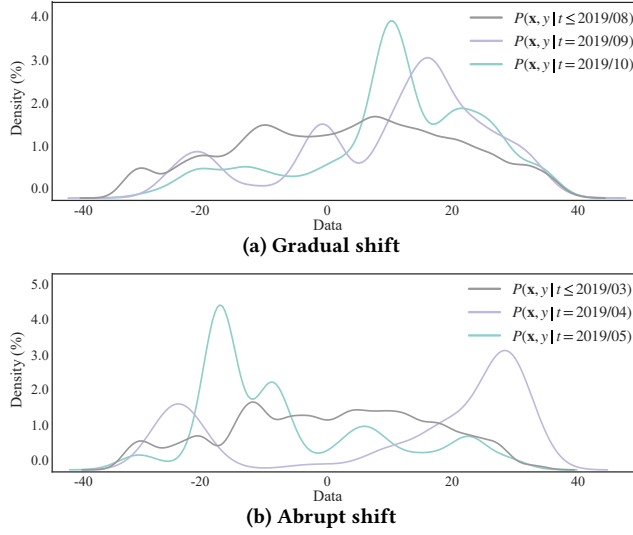 4.0
3.0
2.0
1.0
0.0
Density (%)
P(x, y | t ≤ 2019/08)
P(x, y | t = 2019/09)
P(x, y | t = 2019/10)
-40 -20 0 20 40
Data
(a) Gradual shift
5.0
4.0
3.0
2.0
1.0
0.0
Density (%)
P(x, y | t ≤ 2019/03)
P(x, y | t = 2019/04)
P(x, y | t = 2019/05)
-40 -20 0 20 40
Data
(b) Abrupt shift